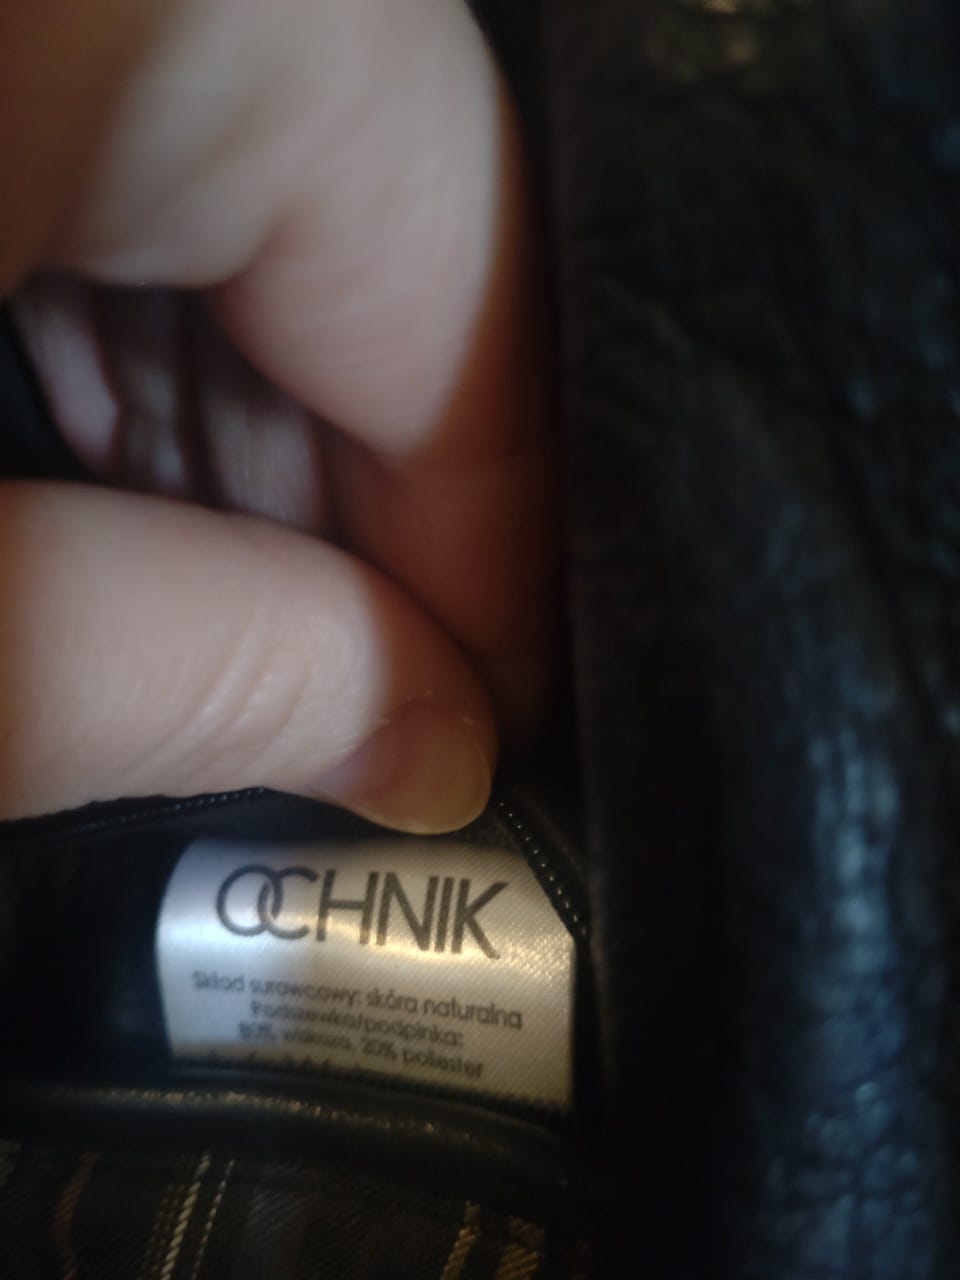 OCHNIK
Skład surowcowy: skóra naturalna
Podszewka/podpinka:
80% wiskoza, 20% poliester